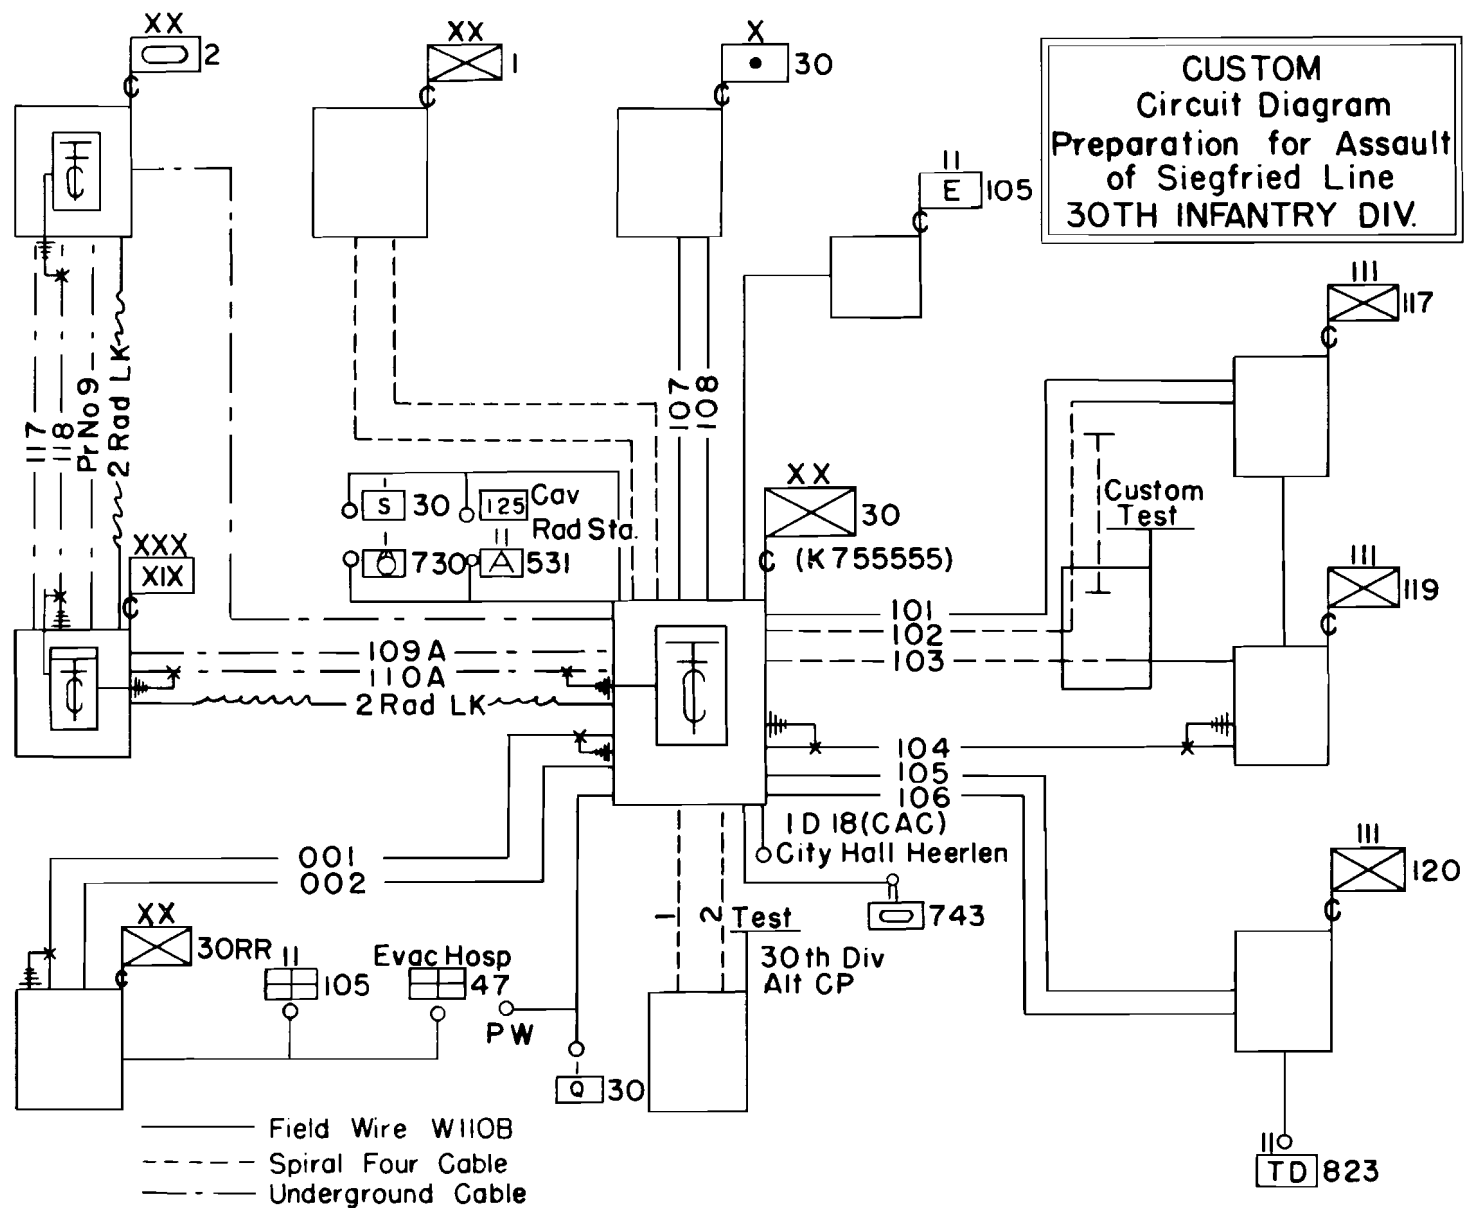 XX
2
XX
1
X
30
CUSTOM
Circuit Diagram
Preparation for Assault
of Siegfried Line
30TH INFANTRY DIV.
II
E 105
III
117
117
118
Pr No 9
2 Rad LK
107
108
XX
30
(K 755555)
S 30
125 Cav
Rad Sta.
730
II
A 531
Custom
Test
XXX
XIX
III
119
101
102
103
109A
110A
2 Rad LK
104
105
106
1 D 18 (CAC)
City Hall Heerlen
001
002
III
120
XX
30RR
II
105
Evac Hosp
47
PW
Q 30
1
2
Test
30th Div
Alt CP
II
743
II
TD 823
Field Wire W110B
Spiral Four Cable
Underground Cable